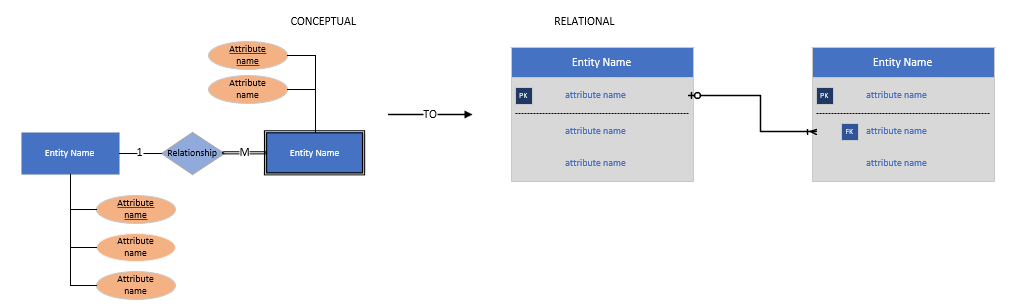 CONCEPTUAL
RELATIONAL
Attribute
name
Attribute
name
Entity Name
1
Relationship
M
Entity Name
Attribute
name
Attribute
name
Attribute
name
TO
Entity Name
PK
attribute name
attribute name
attribute name
Entity Name
PK
attribute name
FK
attribute name
attribute name